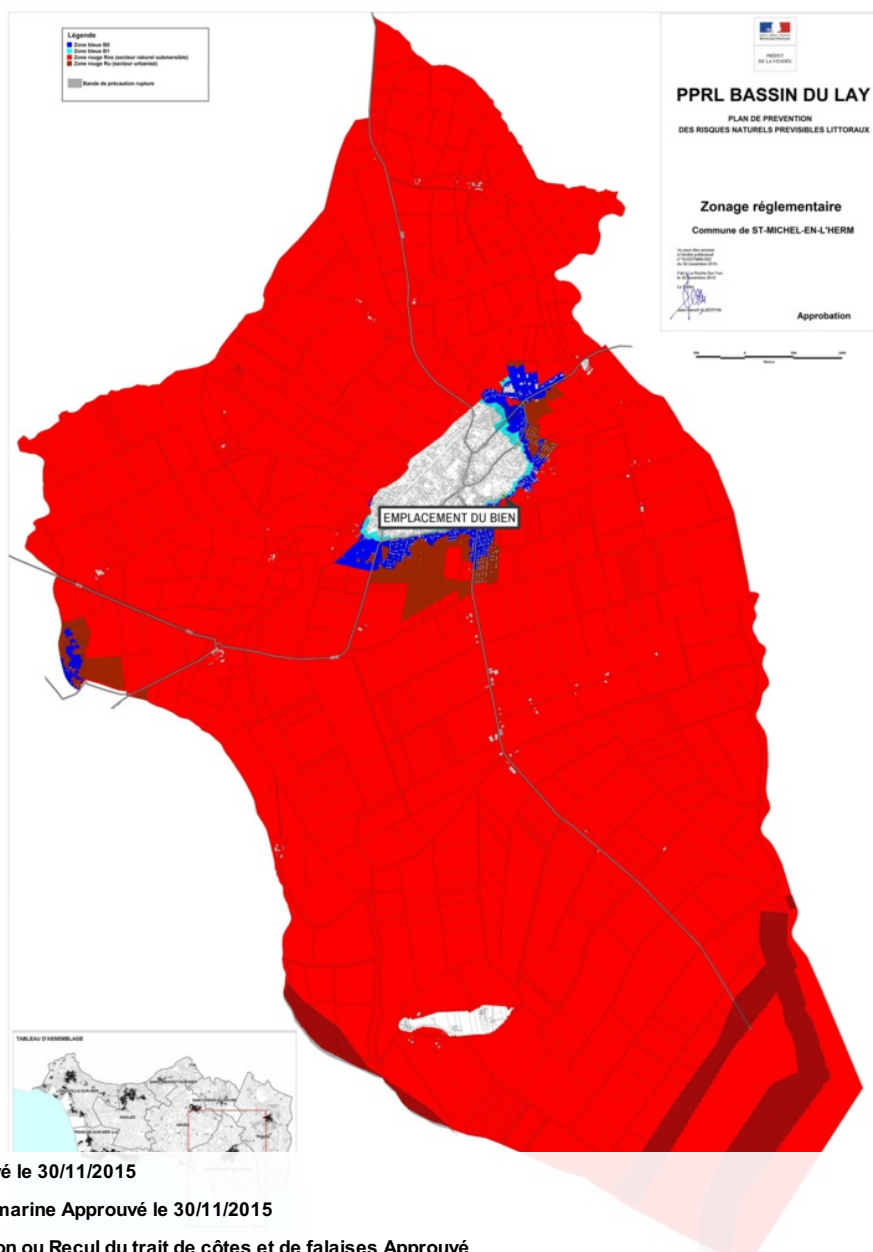 Légende
Zone bleue B0
Zone bleue B1
Zone rouge Rns (secteur naturel submersible)
Zone rouge Ru (secteur urbanisé)
Bande de précaution rupture
PRÉFET
DE LA VENDÉE
PPRL BASSIN DU LAY
PLAN DE PREVENTION
DES RISQUES NATURELS PREVISIBLES LITTORAUX
Zonage réglementaire
Commune de ST-MICHEL-EN-L'HERM
Approbation
EMPLACEMENT DU BIEN
TABLEAU D'ASSEMBLAGE
ANGLES
vé le 30/11/2015
marine Approuvé le 30/11/2015
on ou Recul du trait de côtes et de falaises Approuvé